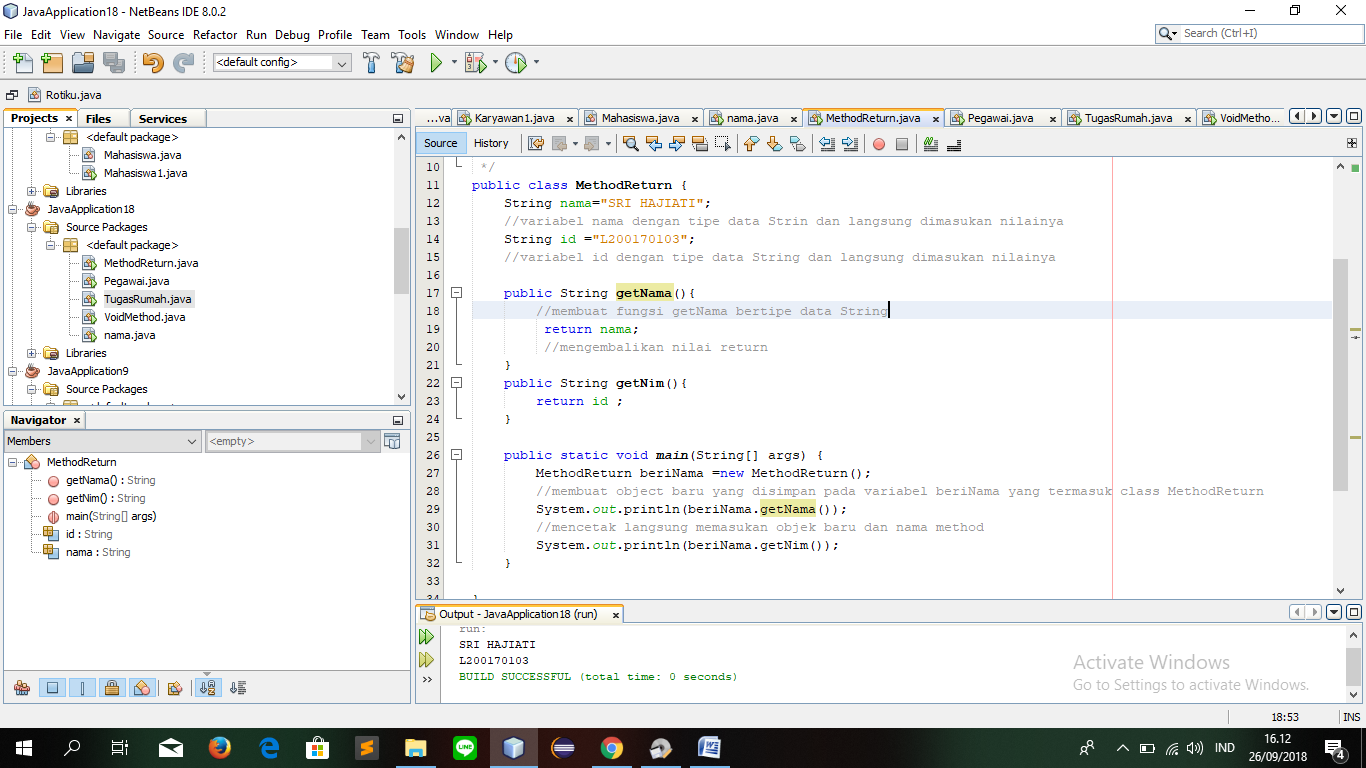 JavaApplication18 - NetBeans IDE 8.0.2
File Edit View Navigate Source Refactor Run Debug Profile Team Tools Window Help
Search (Ctrl+I)
<default config>
Rotiku.java
Projects Files Services
<default package>
Mahasiswa.java
Mahasiswa1.java
Libraries
JavaApplication18
Source Packages
<default package>
MethodReturn.java
Pegawai.java
TugasRumah.java
VoidMethod.java
nama.java
Libraries
JavaApplication9
Source Packages
Navigator
Members <empty>
MethodReturn
getNama() : String
getNim() : String
main(String[] args)
id : String
nama : String
...va Karyawan1.java Mahasiswa.java nama.java MethodReturn.java Pegawai.java TugasRumah.java VoidMetho...
Source History
10 */
11 public class MethodReturn {
12 String nama="SRI HAJIATI";
13 //variabel nama dengan tipe data Strin dan langsung dimasukan nilainya
14 String id ="L200170103";
15 //variabel id dengan tipe data String dan langsung dimasukan nilainya
16
17 public String getNama(){
18 //membuat fungsi getNama bertipe data String
19 return nama;
20 //mengembalikan nilai return
21 }
22 public String getNim(){
23 return id ;
24 }
25
26 public static void main(String[] args) {
27 MethodReturn beriNama =new MethodReturn();
28 //membuat object baru yang disimpan pada variabel beriNama yang termasuk class MethodReturn
29 System.out.println(beriNama.getNama());
30 //mencetak langsung memasukan objek baru dan nama method
31 System.out.println(beriNama.getNim());
32 }
33
34 }
Output - JavaApplication18 (run)
run:
SRI HAJIATI
L200170103
BUILD SUCCESSFUL (total time: 0 seconds)
Activate Windows
Go to Settings to activate Windows.
18:53 INS
LINE
IND
16.12
26/09/2018
4